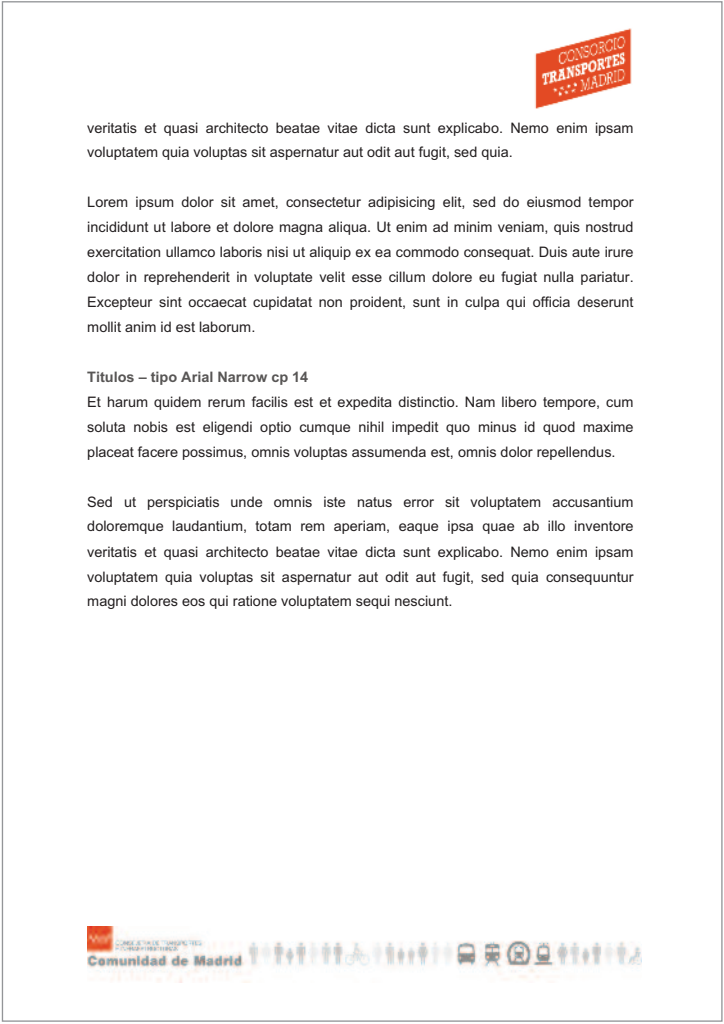 CONSORCIO
TRANSPORTES
MADRID
veritatis et quasi architecto beatae vitae dicta sunt explicabo. Nemo enim ipsam
voluptatem quia voluptas sit aspernatur aut odit aut fugit, sed quia.
Lorem ipsum dolor sit amet, consectetur adipisicing elit, sed do eiusmod tempor
incididunt ut labore et dolore magna aliqua. Ut enim ad minim veniam, quis nostrud
exercitation ullamco laboris nisi ut aliquip ex ea commodo consequat. Duis aute irure
dolor in reprehenderit in voluptate velit esse cillum dolore eu fugiat nulla pariatur.
Excepteur sint occaecat cupidatat non proident, sunt in culpa qui officia deserunt
mollit anim id est laborum.
Titulos – tipo Arial Narrow cp 14
Et harum quidem rerum facilis est et expedita distinctio. Nam libero tempore, cum
soluta nobis est eligendi optio cumque nihil impedit quo minus id quod maxime
placeat facere possimus, omnis voluptas assumenda est, omnis dolor repellendus.
Sed ut perspiciatis unde omnis iste natus error sit voluptatem accusantium
doloremque laudantium, totam rem aperiam, eaque ipsa quae ab illo inventore
veritatis et quasi architecto beatae vitae dicta sunt explicabo. Nemo enim ipsam
voluptatem quia voluptas sit aspernatur aut odit aut fugit, sed quia consequuntur
magni dolores eos qui ratione voluptatem sequi nesciunt.
CONSEJERÍA DE TRANSPORTES
Comunidad de Madrid